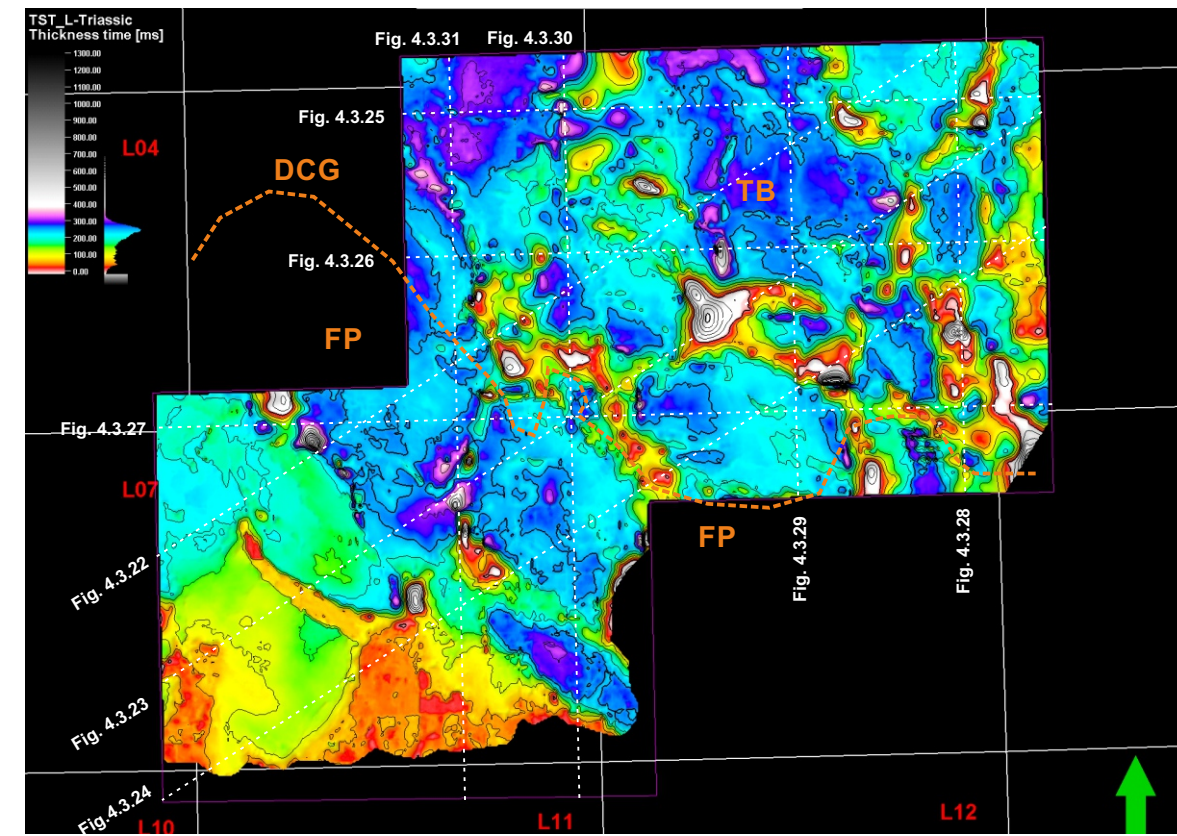 TST_L-Triassic
Thickness time [ms]
1300.00
1200.00
1100.00
1000.00
900.00
800.00
700.00
600.00
500.00
400.00
300.00
200.00
100.00
0.00
Fig. 4.3.31
Fig. 4.3.30
Fig. 4.3.25
L04
DCG
TB
Fig. 4.3.26
FP
Fig. 4.3.27
L07
FP
Fig. 4.3.29
Fig. 4.3.28
Fig. 4.3.22
Fig. 4.3.23
Fig.4.3.24
L10
L11
L12